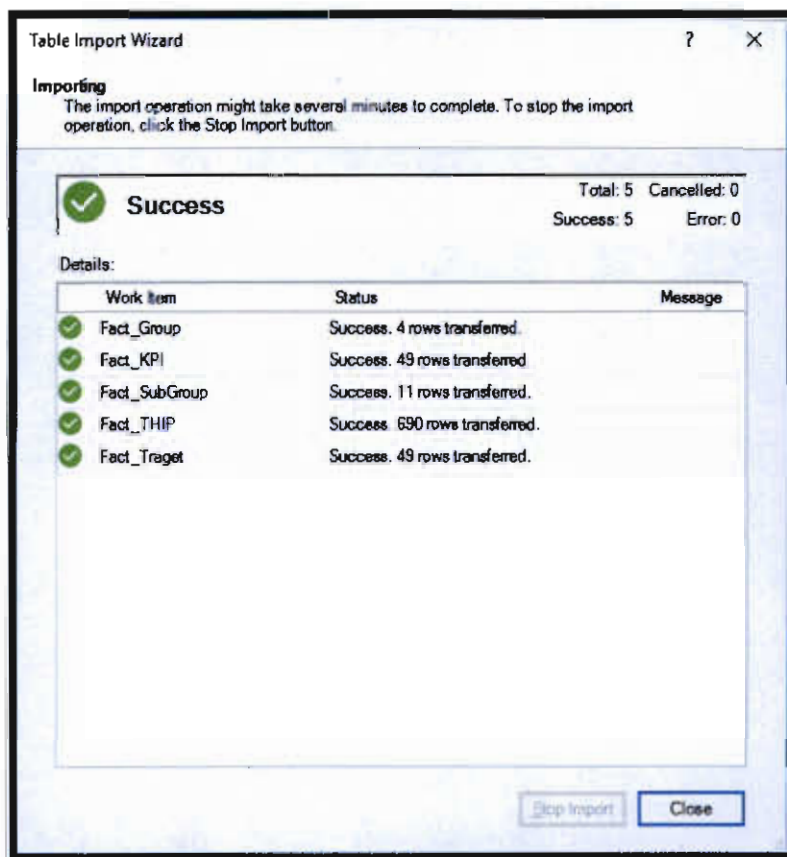 Table Import Wizard ? ×
Importing
The import operation might take several minutes to complete. To stop the import
operation, click the Stop Import button.
Success
Total: 5 Cancelled: 0
Success: 5 Error: 0
Details:
Work Item Status Message
Fact_Group Success. 4 rows transferred.
Fact_KPI Success. 49 rows transferred
Fact_SubGroup Success. 11 rows transferred.
Fact_THIP Success. 690 rows transferred.
Fact_Traget Success. 49 rows transferred.
Stop Import Close